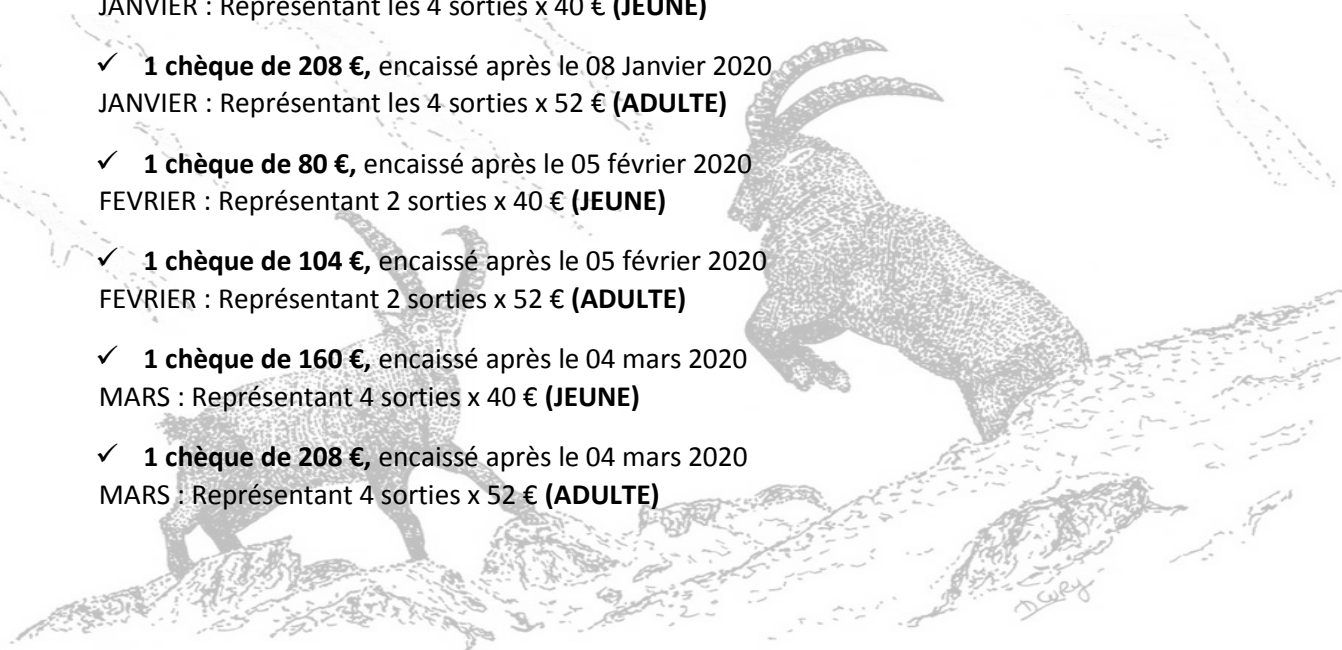 JANVIER : Représentant les 4 sorties x 40 € (JEUNE)
✓ 1 chèque de 208 €, encaissé après le 08 Janvier 2020
JANVIER : Représentant les 4 sorties x 52 € (ADULTE)
✓ 1 chèque de 80 €, encaissé après le 05 février 2020
FEVRIER : Représentant 2 sorties x 40 € (JEUNE)
✓ 1 chèque de 104 €, encaissé après le 05 février 2020
FEVRIER : Représentant 2 sorties x 52 € (ADULTE)
✓ 1 chèque de 160 €, encaissé après le 04 mars 2020
MARS : Représentant 4 sorties x 40 € (JEUNE)
✓ 1 chèque de 208 €, encaissé après le 04 mars 2020
MARS : Représentant 4 sorties x 52 € (ADULTE)